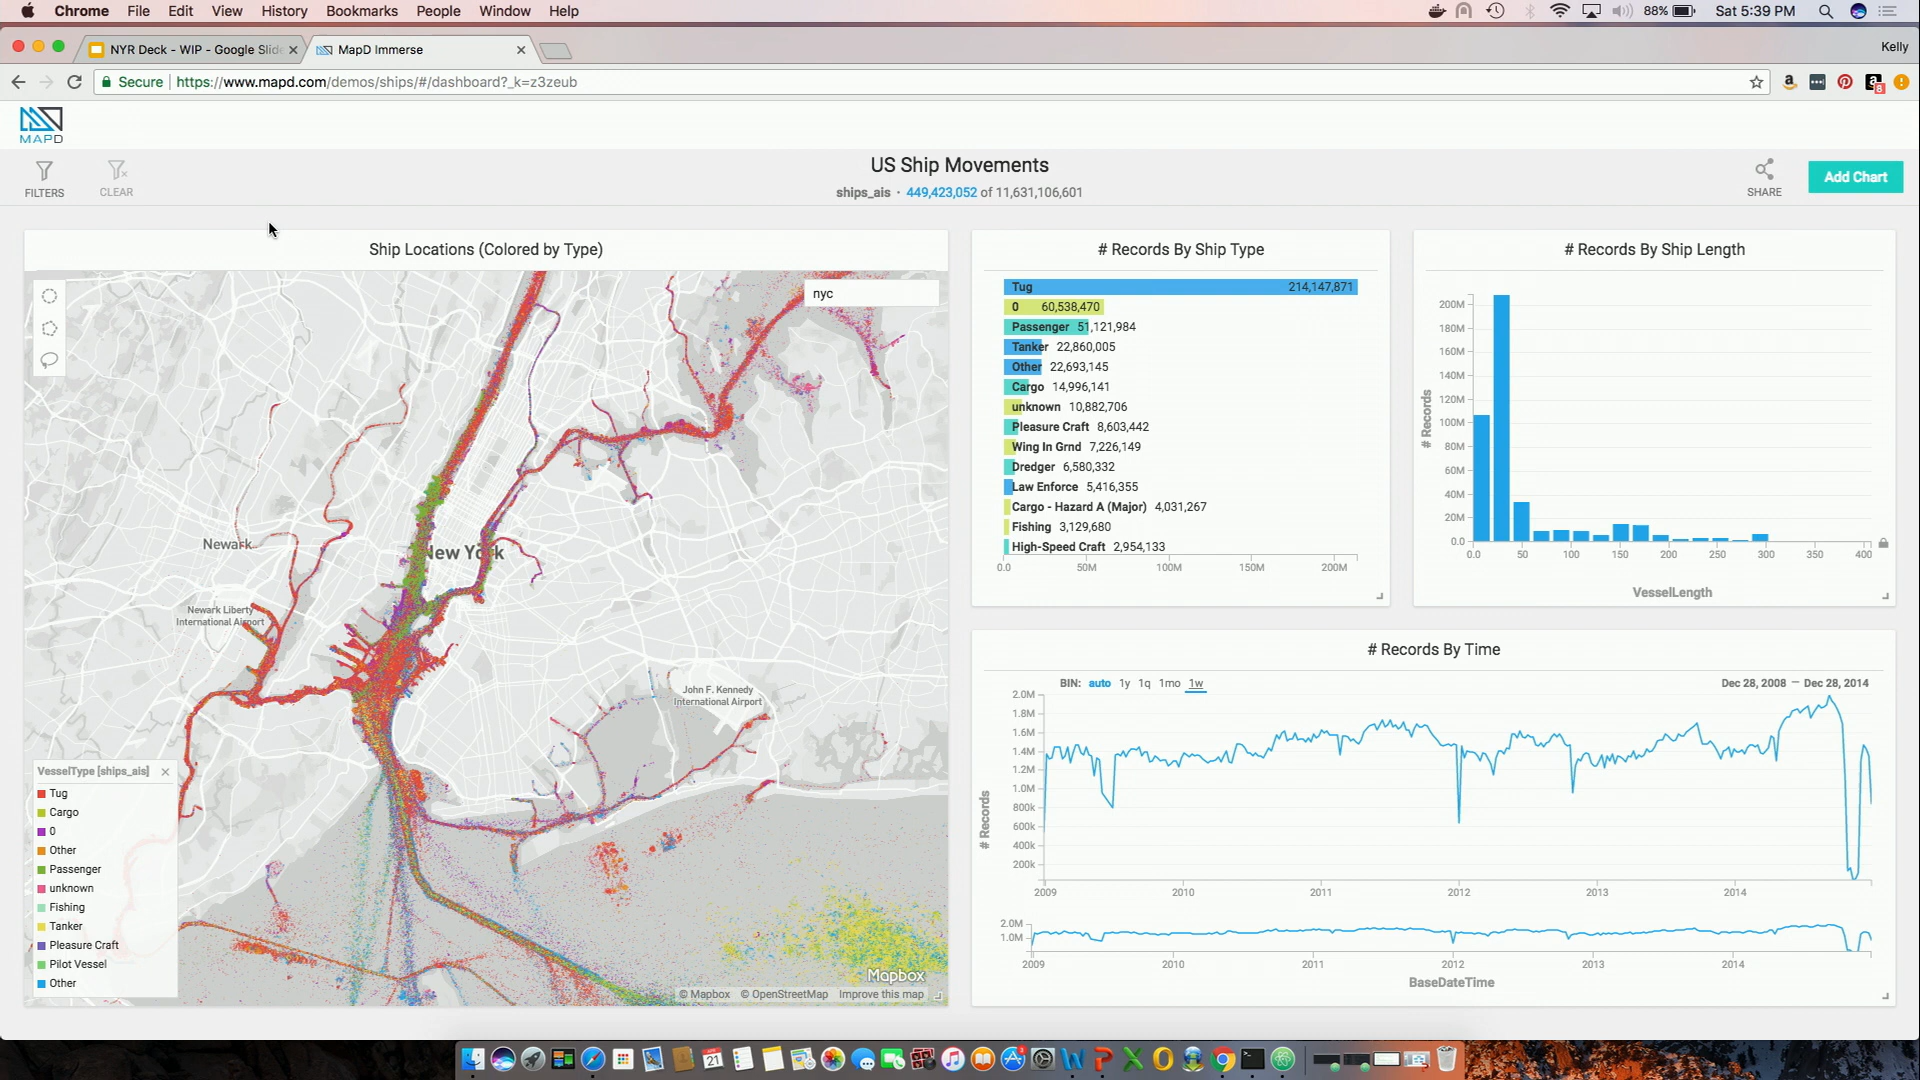 Chrome File Edit View History Bookmarks People Window Help
88% Sat 5:39 PM
NYR Deck - WIP - Google Slide
MapD Immerse
Kelly
Secure https://www.mapd.com/demos/ships/#/dashboard?_k=z3zeub
8
MAPD
FILTERS
CLEAR
US Ship Movements
ships_ais · 449,423,052 of 11,631,106,601
SHARE
Add Chart
Ship Locations (Colored by Type)
nyc
Newark
New York
Newark Liberty
International Airport
John F. Kennedy
International Airport
VesselType [ships_ais]
Tug
Cargo
0
Other
Passenger
unknown
Fishing
Tanker
Pleasure Craft
Pilot Vessel
Other
Mapbox
© Mapbox © OpenStreetMap Improve this map
# Records By Ship Type
Tug 214,147,871
0 60,538,470
Passenger 51,121,984
Tanker 22,860,005
Other 22,693,145
Cargo 14,996,141
unknown 10,882,706
Pleasure Craft 8,603,442
Wing In Grnd 7,226,149
Dredger 6,580,332
Law Enforce 5,416,355
Cargo - Hazard A (Major) 4,031,267
Fishing 3,129,680
High-Speed Craft 2,954,133
0.0 50M 100M 150M 200M
# Records By Ship Length
# Records
200M
180M
160M
140M
120M
100M
80M
60M
40M
20M
0.0
0.0 50 100 150 200 250 300 350 400
VesselLength
# Records By Time
BIN: auto 1y 1q 1mo 1w
Dec 28, 2008 — Dec 28, 2014
# Records
2.0M
1.8M
1.6M
1.4M
1.2M
1.0M
800k
600k
400k
200k
2009 2010 2011 2012 2013 2014
2.0M
1.0M
2009 2010 2011 2012 2013 2014
BaseDateTime
21